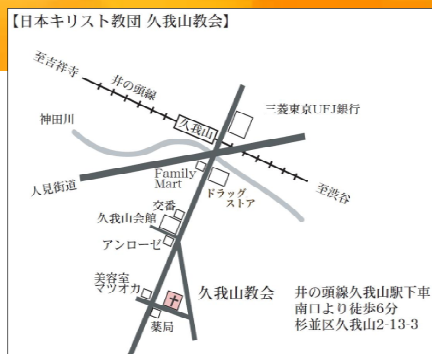 【日本キリスト教団 久我山教会】
至吉祥寺
井の頭線
三菱東京UFJ銀行
神田川
久我山
人見街道
Family
Mart
ドラッグ
ストア
至渋谷
交番
久我山会館
アンローゼ
美容室
マツオカ
久我山教会
薬局
井の頭線久我山駅下車
南口より徒歩6分
杉並区久我山2-13-3